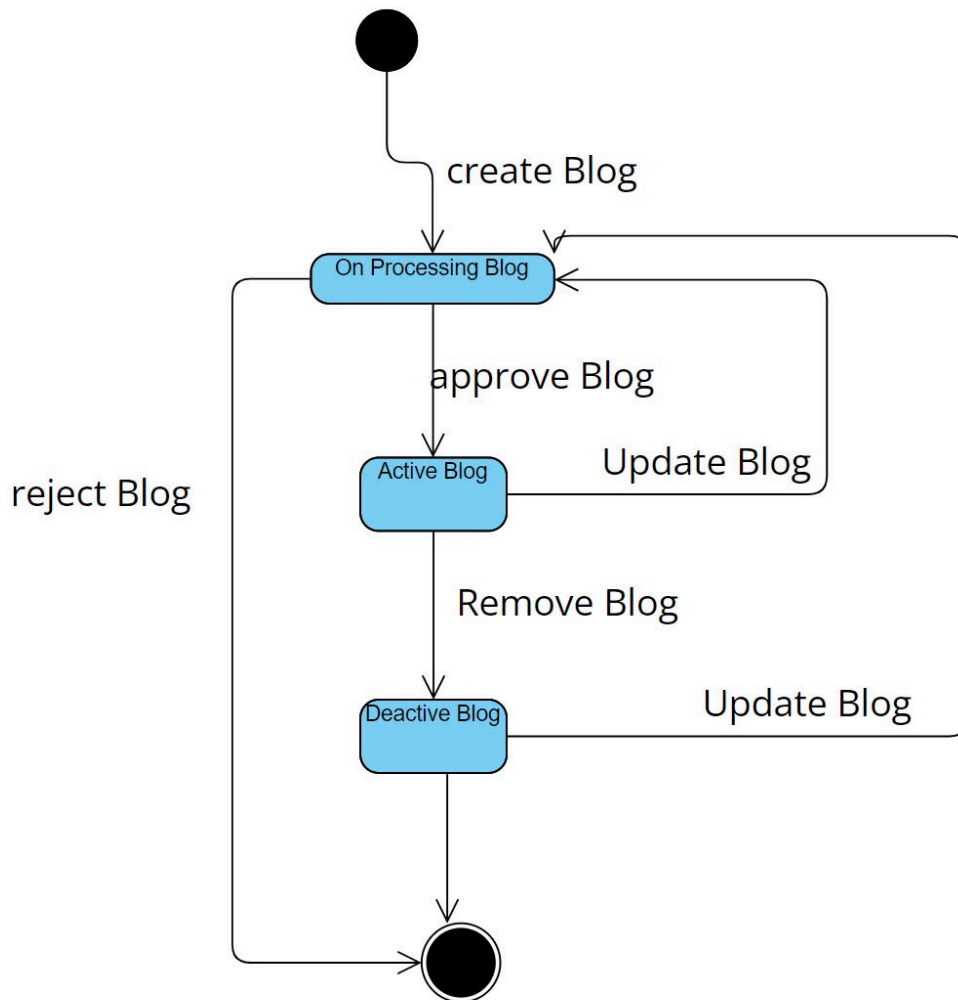 create Blog
On Processing Blog
approve Blog
Active Blog
Update Blog
reject Blog
Remove Blog
Deactive Blog
Update Blog